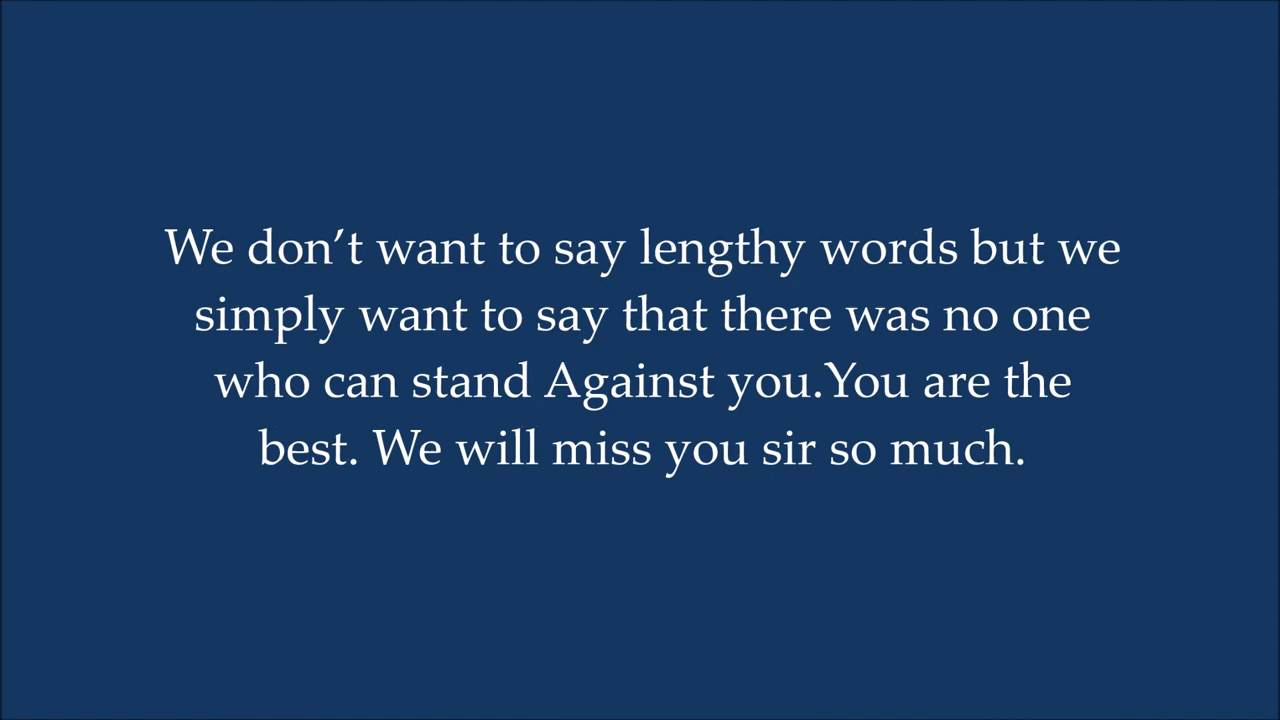 We don’t want to say lengthy words but we
simply want to say that there was no one
who can stand Against you.You are the
best. We will miss you sir so much.